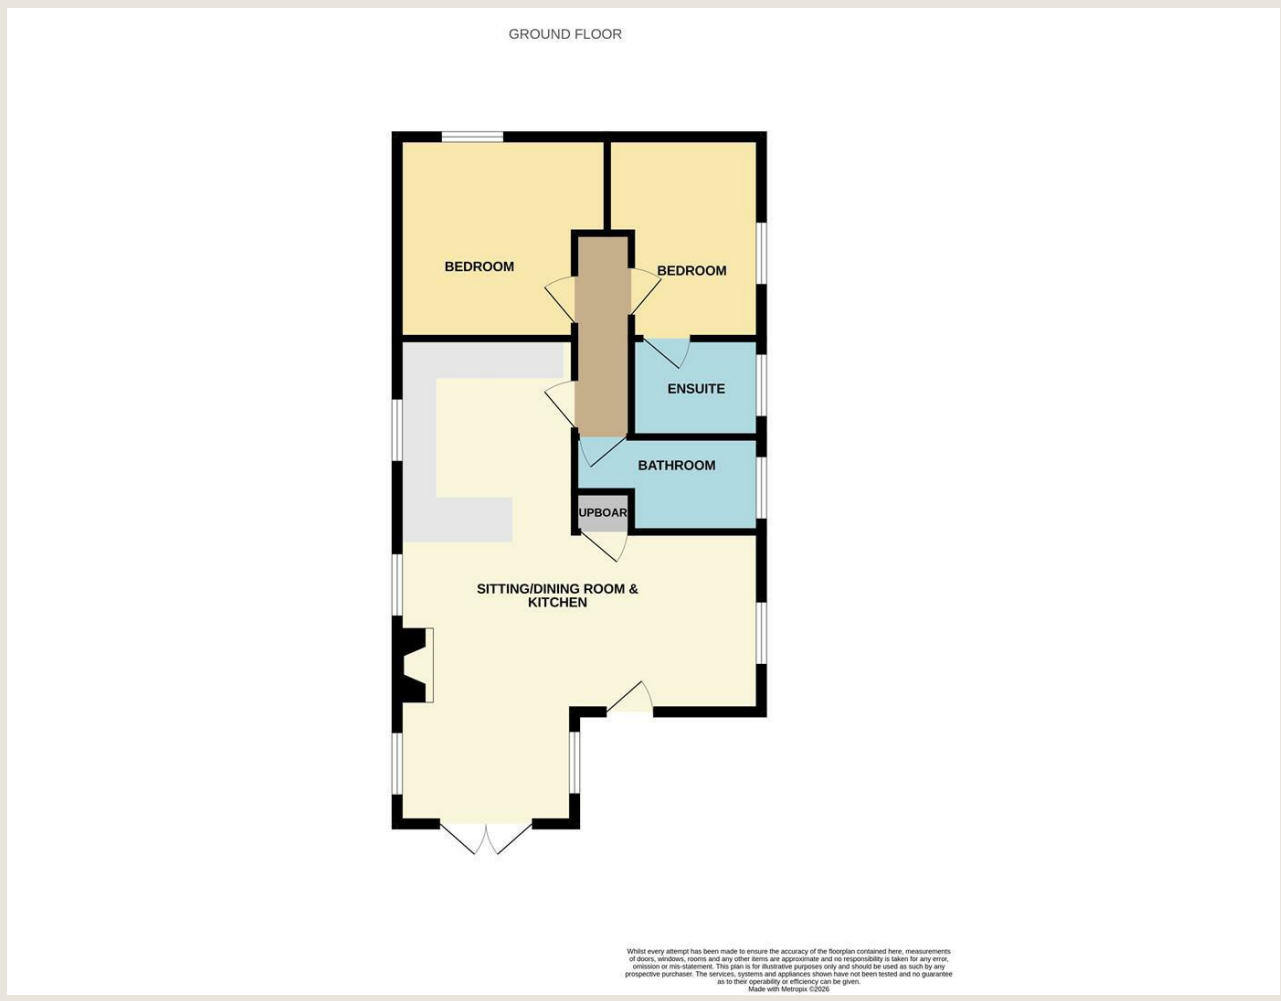 GROUND FLOOR
BEDROOM
BEDROOM
ENSUITE
BATHROOM
UPBOAR
SITTING/DINING ROOM &
KITCHEN
Whilst every attempt has been made to ensure the accuracy of the floorplan contained here, measurements
of doors, windows, rooms and any other items are approximate and no responsibility is taken for any error,
omission or mis-statement. This plan is for illustrative purposes only and should be used as such by any
prospective purchaser. The services, systems and appliances shown have not been tested and no guarantee
as to their operability or efficiency can be given.
Made with Metropix ©2026